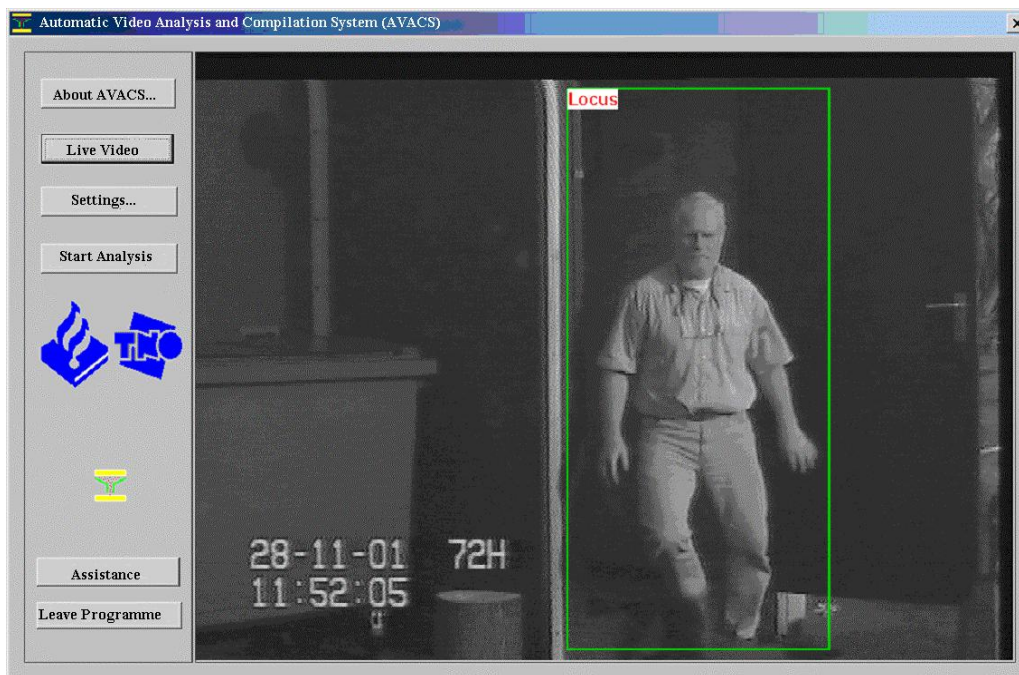 Automatic Video Analysis and Compilation System (AVACS)
About AVACS...
Live Video
Settings...
Start Analysis
TNO
Assistance
Leave Programme
Locus
28-11-01 72H
11:52:05